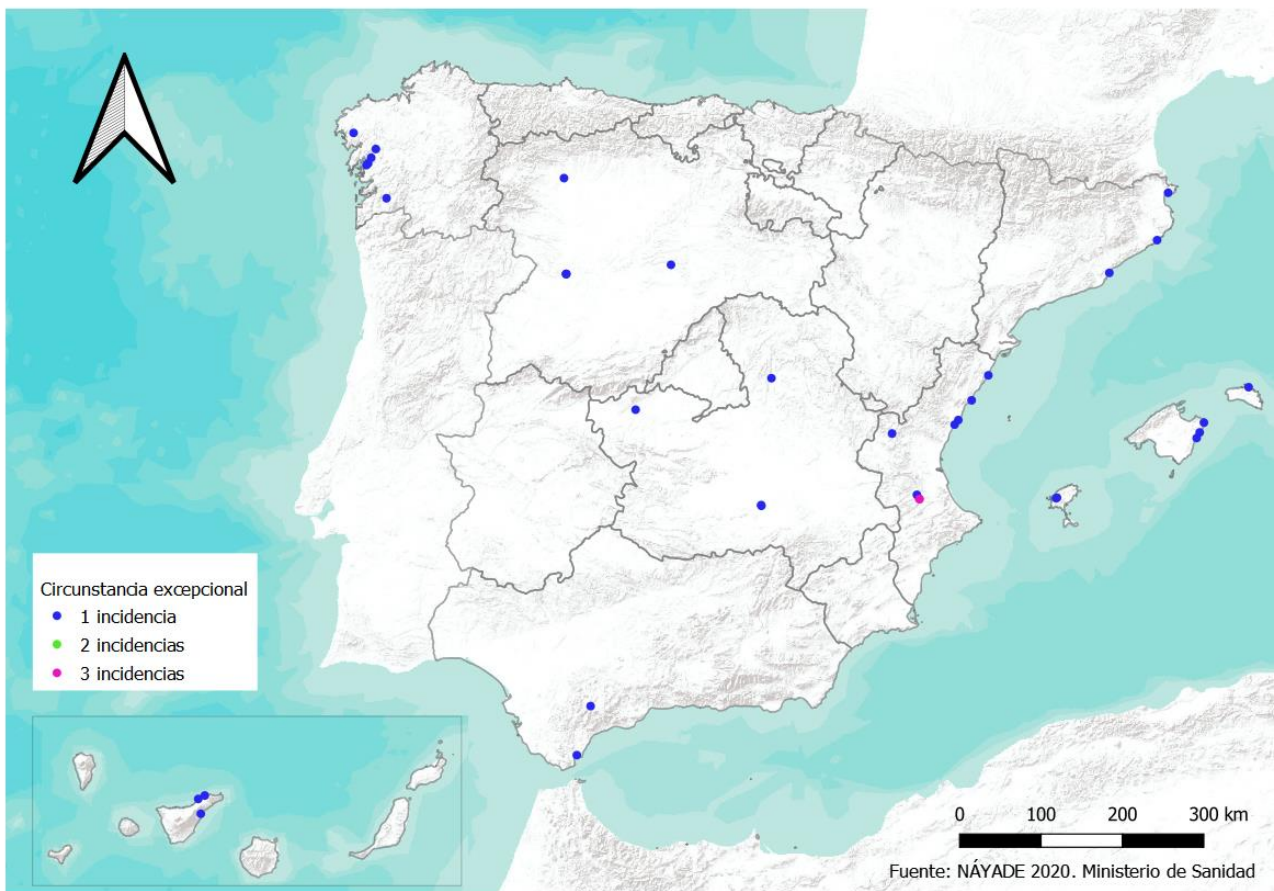 Circunstancia excepcional
1 incidencia
2 incidencias
3 incidencias
0 100 200 300 km
Fuente: NÁYADE 2020. Ministerio de Sanidad